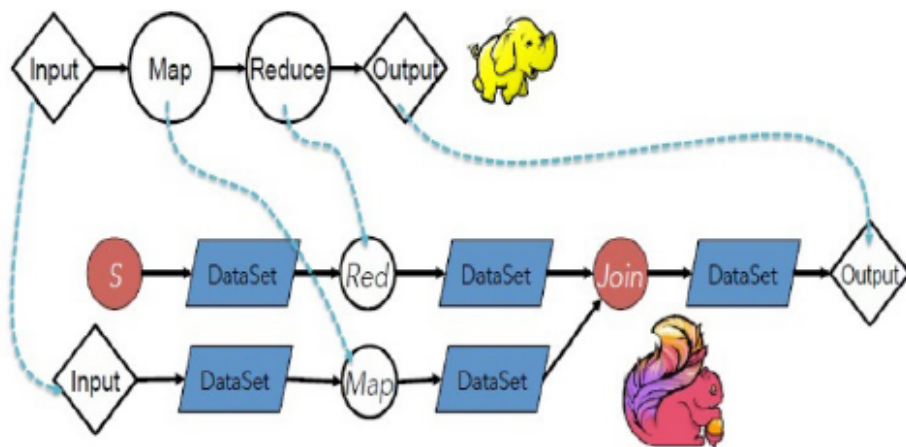 Input Map Reduce Output
S DataSet Red DataSet Join DataSet Output
Input DataSet Map DataSet